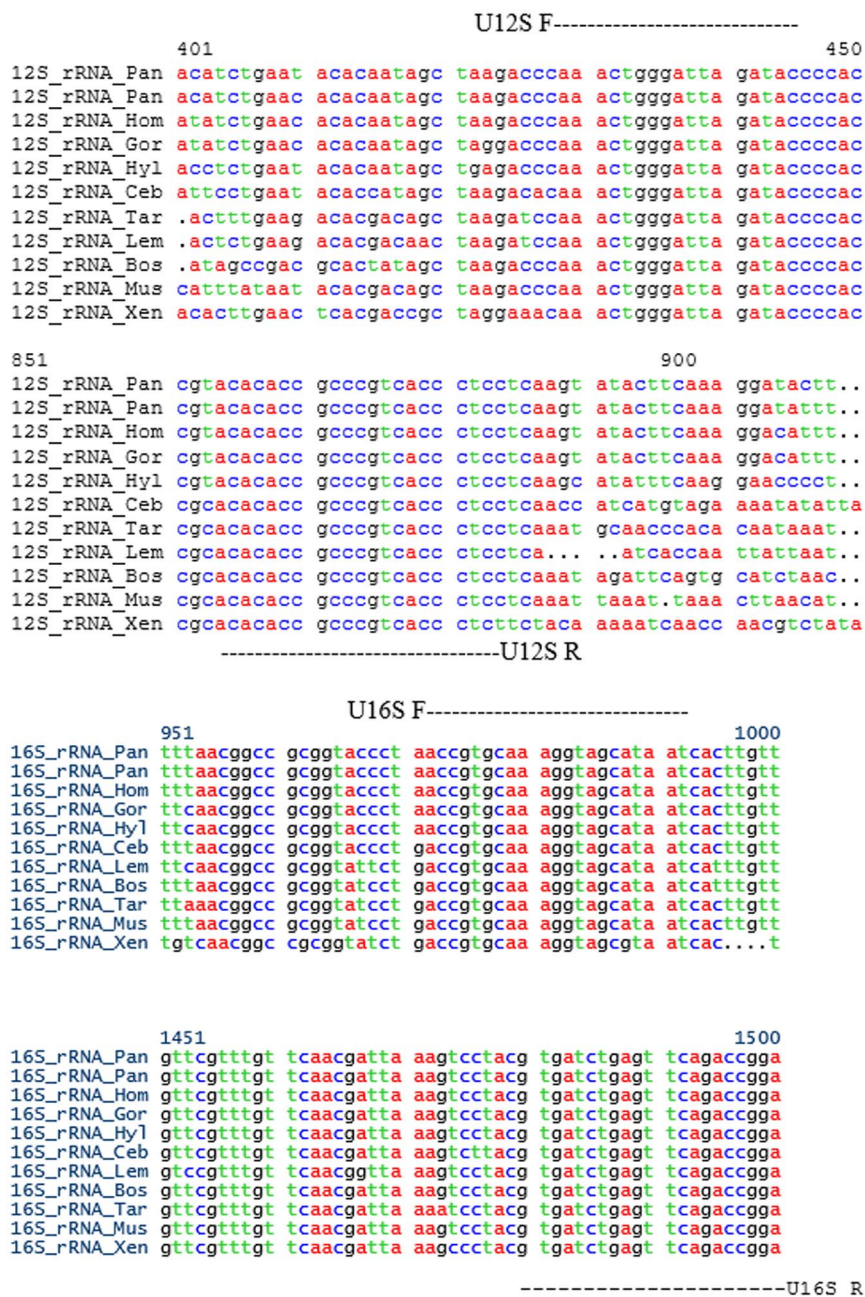 U12S F-----------------------------
401 450
12S_rRNA_Pan acatctgaat acacaatagc taagacccaa actgggatta gataccccac
12S_rRNA_Pan acatctgaac acacaatagc taagacccaa actgggatta gataccccac
12S_rRNA_Hom atatctgaac acacaatagc taagacccaa actgggatta gataccccac
12S_rRNA_Gor atatctgaac acacaatagc taggacccaa actgggatta gataccccac
12S_rRNA_Hyl acctctgaat acacaatagc tgagacccaa actgggatta gataccccac
12S_rRNA_Ceb attcctgaat acaccatagc taagacacaa actgggatta gataccccac
12S_rRNA_Tar .actttgaag acacgacagc taagatccaa actgggatta gataccccac
12S_rRNA_Lem .actctgaag acacgacaac taagatccaa actgggatta gataccccac
12S_rRNA_Bos .atagccgac gcactatagc taagacccaa actgggatta gataccccac
12S_rRNA_Mus catttataat acacgacagc taagacccaa actgggatta gataccccac
12S_rRNA_Xen acacttgaac tcacgaccgc taggaaacaa actgggatta gataccccac
851 900
12S_rRNA_Pan cgtacacacc gcccgtcacc ctcctcaagt atacttcaaa ggatactt..
12S_rRNA_Pan cgtacacacc gcccgtcacc ctcctcaagt atacttcaaa ggatattt..
12S_rRNA_Hom cgtacacacc gcccgtcacc ctcctcaagt atacttcaaa ggacattt..
12S_rRNA_Gor cgtacacacc gcccgtcacc ctcctcaagt atacttcaaa ggacattt..
12S_rRNA_Hyl cgtacacacc gcccgtcacc ctcctcaagc atatttcaag gaacccct..
12S_rRNA_Ceb cgcacacacc gcccgtcacc ctcctcaacc atcatgtaga aaatatatta
12S_rRNA_Tar cgcacacacc gcccgtcacc ctcctcaaat gcaacccaca caataaat..
12S_rRNA_Lem cgcacacacc gcccgtcacc ctcctca... ..atcaccaa ttattaat..
12S_rRNA_Bos cgcacacacc gcccgtcacc ctcctcaaat agattcagtg catctaac..
12S_rRNA_Mus cgcacacacc gcccgtcacc ctcctcaaat taaat.taaa cttaacat..
12S_rRNA_Xen cgcacacacc gcccgtcacc ctcttctaca aaaatcaacc aacgtctata
---------------------------------U12S R
U16S F-------------------------------
951 1000
16S_rRNA_Pan tttaacggcc gcggtaccct aaccgtgcaa aggtagcata atcacttgtt
16S_rRNA_Pan tttaacggcc gcggtaccct aaccgtgcaa aggtagcata atcacttgtt
16S_rRNA_Hom tttaacggcc gcggtaccct aaccgtgcaa aggtagcata atcacttgtt
16S_rRNA_Gor ttcaacggcc gcggtaccct aaccgtgcaa aggtagcata atcacttgtt
16S_rRNA_Hyl ttcaacggcc gcggtaccct aaccgtgcaa aggtagcata atcacttgtt
16S_rRNA_Ceb tttaacggcc gcggtaccct gaccgtgcaa aggtagcata atcacttgtt
16S_rRNA_Lem ttcaacggcc gcggtattct gaccgtgcaa aggtagcata atcatttgtt
16S_rRNA_Bos tttaacggcc gcggtatcct gaccgtgcaa aggtagcata atcacttgtt
16S_rRNA_Tar ttaaacggcc gcggtatcct gaccgtgcaa aggtagcata atcacttgtt
16S_rRNA_Mus tttaacggcc gcggtatcct gaccgtgcaa aggtagcata atcacttgtt
16S_rRNA_Xen tgtcaacggc cgcggtatct gaccgtgcaa aggtagcgta atcac....t
1451 1500
16S_rRNA_Pan gttcgtttgt tcaacgatta aagtcctacg tgatctgagt tcagaccgga
16S_rRNA_Pan gttcgtttgt tcaacgatta aagtcctacg tgatctgagt tcagaccgga
16S_rRNA_Hom gttcgtttgt tcaacgatta aagtcctacg tgatctgagt tcagaccgga
16S_rRNA_Gor gttcgtttgt tcaacgatta aagtcctacg tgatctgagt tcagaccgga
16S_rRNA_Hyl gttcgtttgt tcaacgatta aagtcctacg tgatctgagt tcagaccgga
16S_rRNA_Ceb gttcgtttgt tcaacgatta aagtcttacg tgatctgagt tcagaccgga
16S_rRNA_Lem gtccgtttgt tcaacggtta aagtcctacg tgatctgagt tcagaccgga
16S_rRNA_Bos gttcgtttgt tcaacgatta aagtcctacg tgatctgagt tcagaccgga
16S_rRNA_Tar gttcgtttgt tcaacgatta aaatcctacg tgatctgagt tcagaccgga
16S_rRNA_Mus gttcgtttgt tcaacgatta aagtcctacg tgatctgagt tcagaccgga
16S_rRNA_Xen gttcgtttgt tcaacgatta aagccctacg tgatctgagt tcagaccgga
----------------------U16S R